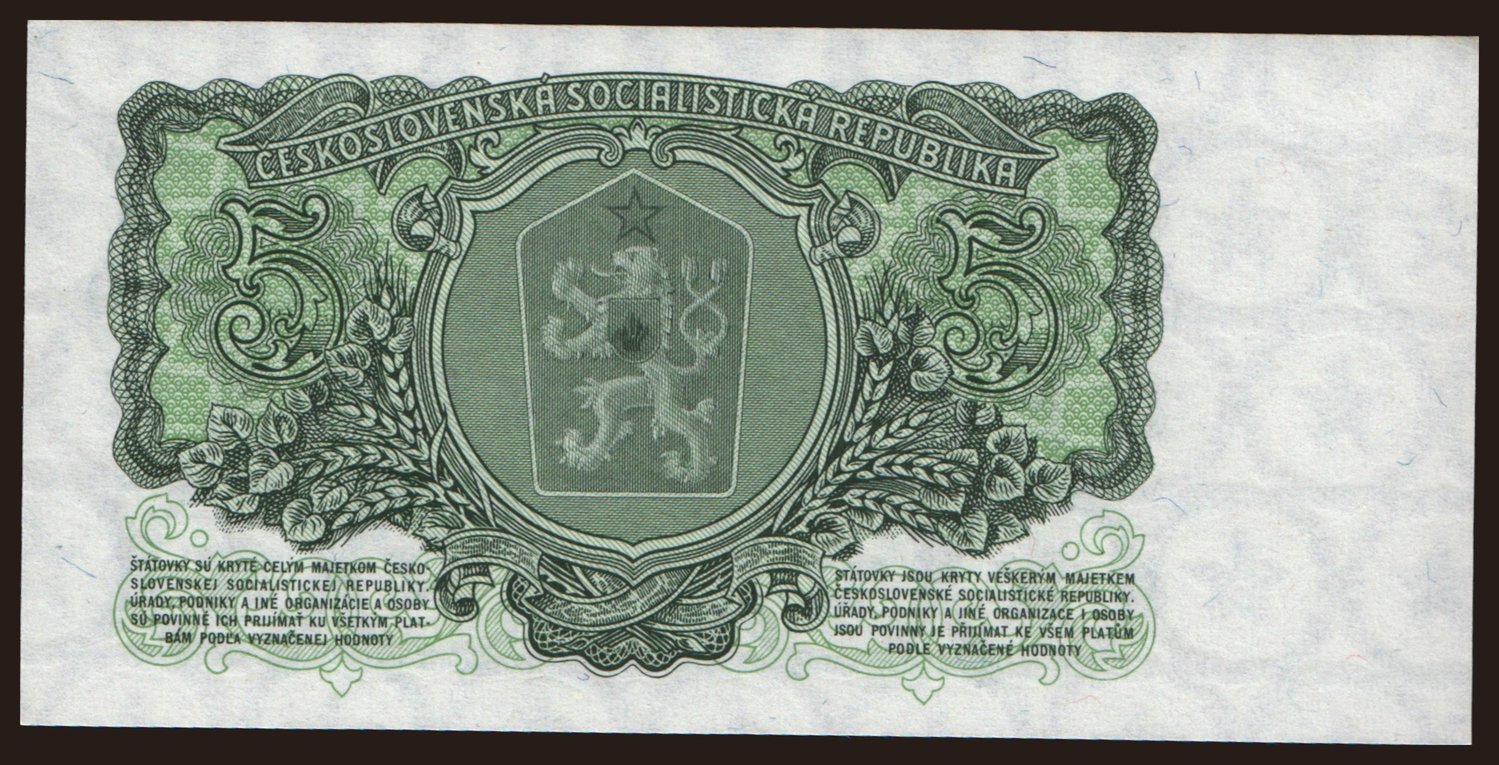 ČESKOSLOVENSKÁ SOCIALISTICKÁ REPUBLIKA
5
5
ŠTÁTOVKY SÚ KRYTÉ CELÝM MAJETKOM ČESKO-
SLOVENSKEJ SOCIALISTICKEJ REPUBLIKY.
ÚRADY, PODNIKY A INÉ ORGANIZÁCIE A OSOBY
SÚ POVINNÉ ICH PRIJÍMAŤ KU VŠETKÝM PLAT-
BÁM PODĽA VYZNAČENEJ HODNOTY
STÁTOVKY JSOU KRYTY VEŠKERÝM MAJETKEM
ČESKOSLOVENSKÉ SOCIALISTICKÉ REPUBLIKY.
ÚŘADY, PODNIKY A JINÉ ORGANIZACE I OSOBY
JSOU POVINNY JE PŘIJÍMAT KE VŠEM PLATŮM
PODLE VYZNAČENÉ HODNOTY